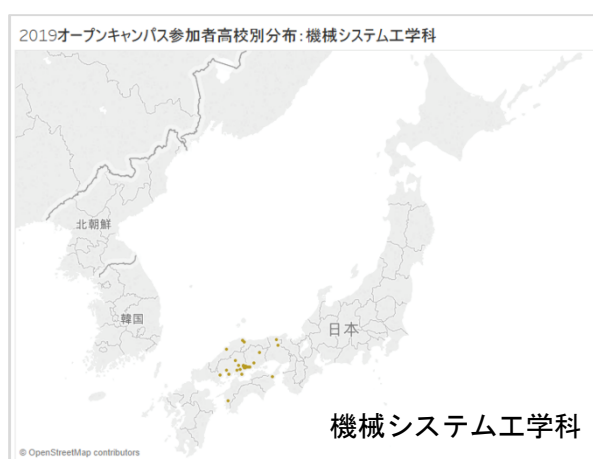 2019オープンキャンパス参加者高校別分布：機械システム工学科
北朝鮮
韓国
日本
機械システム工学科
© OpenStreetMap contributors